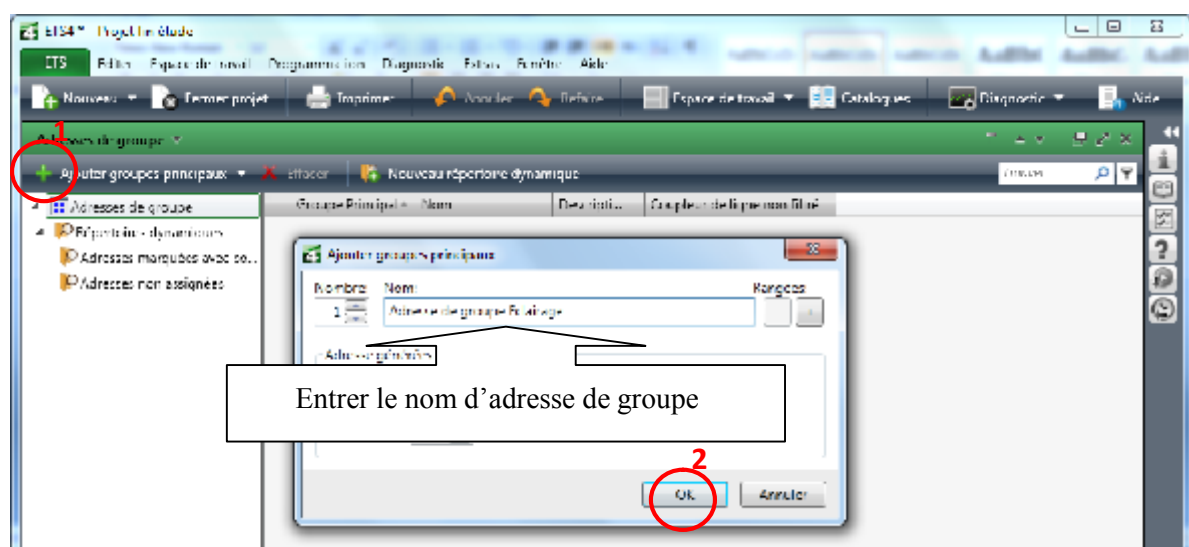 ETS4™ Projet fin étude
ETS Editer Espace de travail Programmation Diagnostic Extras Fenêtre Aide
Nouveau Fermer projet Imprimer Annuler Refaire Espace de travail Catalogues Diagnostic Aide
1
Adresses de groupe
Ajouter groupes principaux Effacer Nouveau répertoire dynamique
Adresses de groupe Groupe Principal Nom Descripti... Coupleur de ligne non filtré
Répertoires dynamiques
Adresses marquées avec so...
Adresses non assignées
Ajouter groupes principaux
Nombre: Nom: Rangées:
1 Adresse de groupe Eclairage
Adresse générées
Entrer le nom d’adresse de groupe
2
OK Annuler